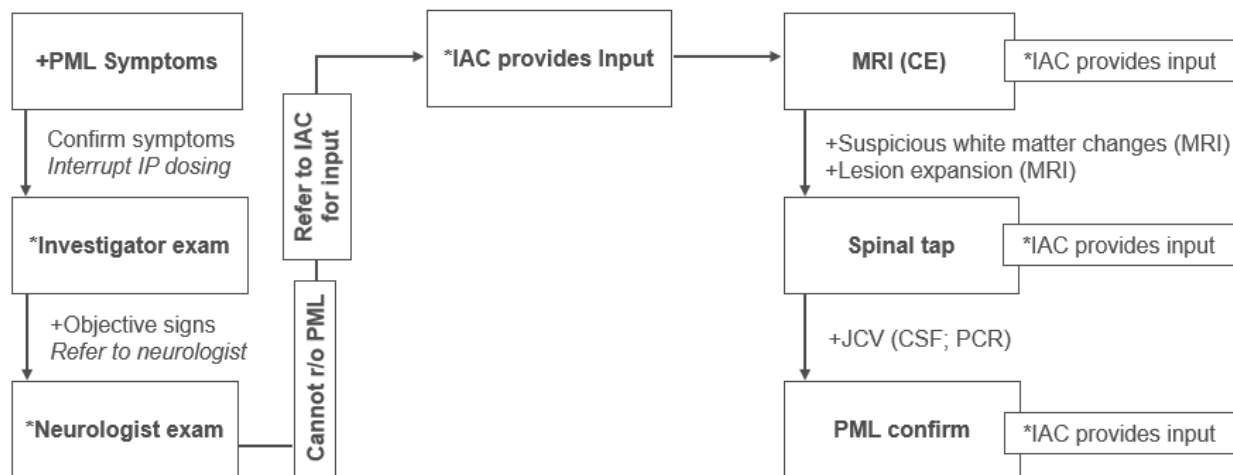 +PML Symptoms
Confirm symptoms
Interrupt IP dosing
*Investigator exam
+Objective signs
Refer to neurologist
*Neurologist exam
Cannot r/o PML
Refer to IAC
for input
*IAC provides Input
MRI (CE)
*IAC provides input
+Suspicious white matter changes (MRI)
+Lesion expansion (MRI)
Spinal tap
*IAC provides input
+JCV (CSF; PCR)
PML confirm
*IAC provides input